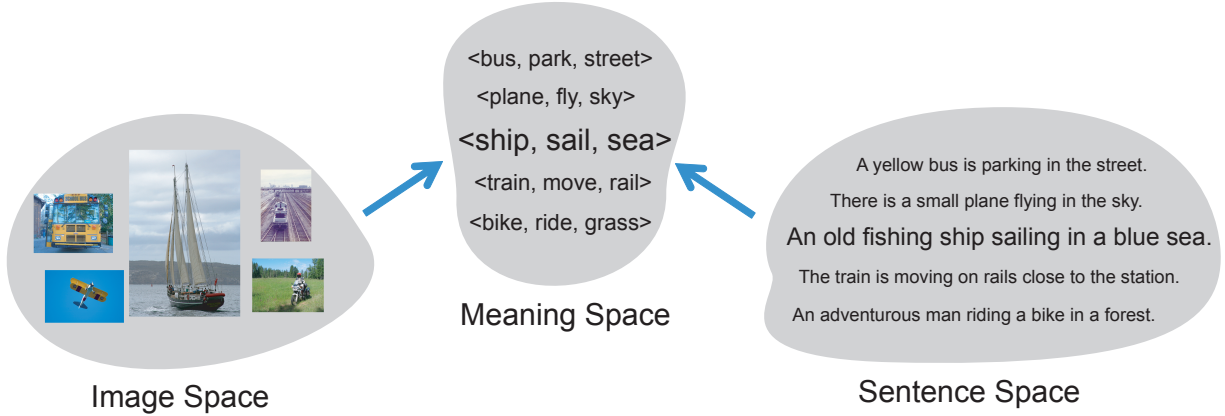 <bus, park, street>
<plane, fly, sky>
<ship, sail, sea>
<train, move, rail>
<bike, ride, grass>
Meaning Space
Image Space
A yellow bus is parking in the street.
There is a small plane flying in the sky.
An old fishing ship sailing in a blue sea.
The train is moving on rails close to the station.
An adventurous man riding a bike in a forest.
Sentence Space